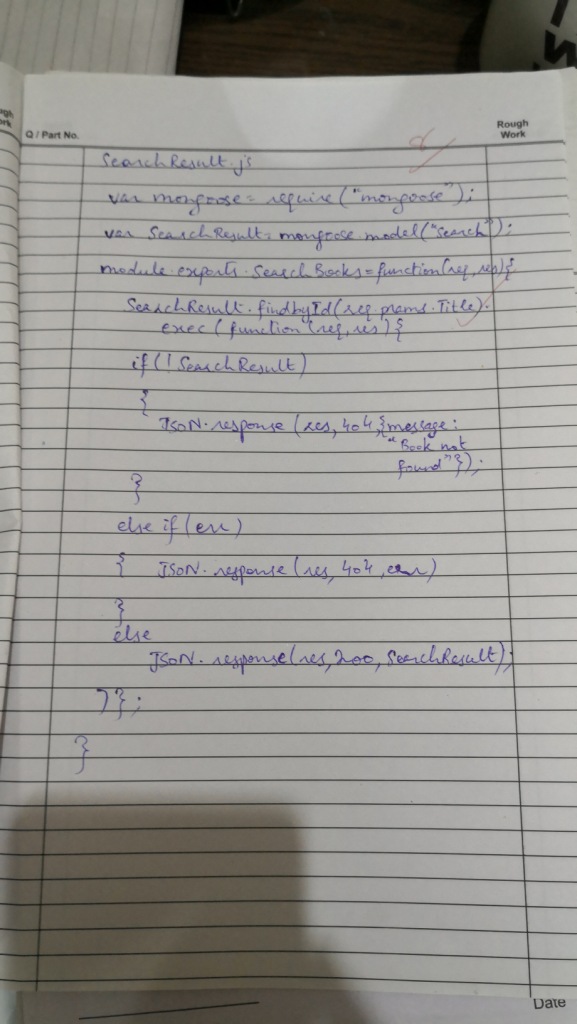 Rough
Work
Q / Part No.
SearchResult.js
var mongoose = require("mongoose");
var SearchResult = mongoose.model("Search");
module.exports.SearchBooks = function(req, res){
SearchResult.findbyId(req.prams.Title).
exec(function(req, res){
if(!SearchResult)
{
JSON.response(res, 404, {message:
"Book not
found"});
}
else if(err)
{ JSON.response(res, 404, err)
}
else
JSON.response(res, 200, SearchResult);
)};
}
Date